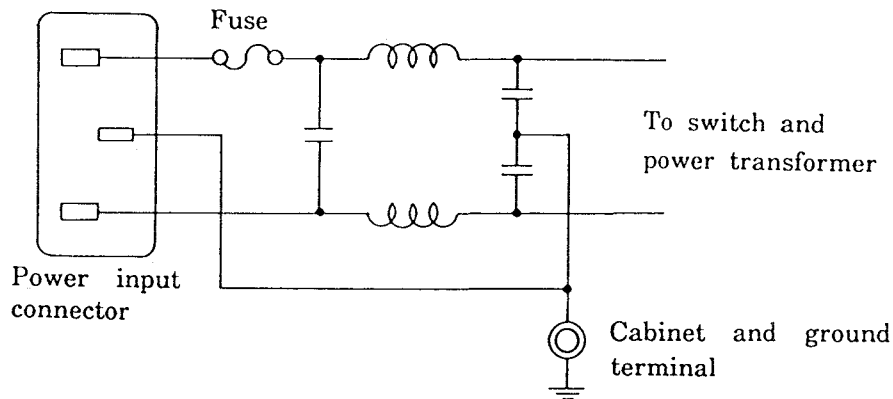 Fuse
To switch and
power transformer
Power input
connector
Cabinet and ground
terminal